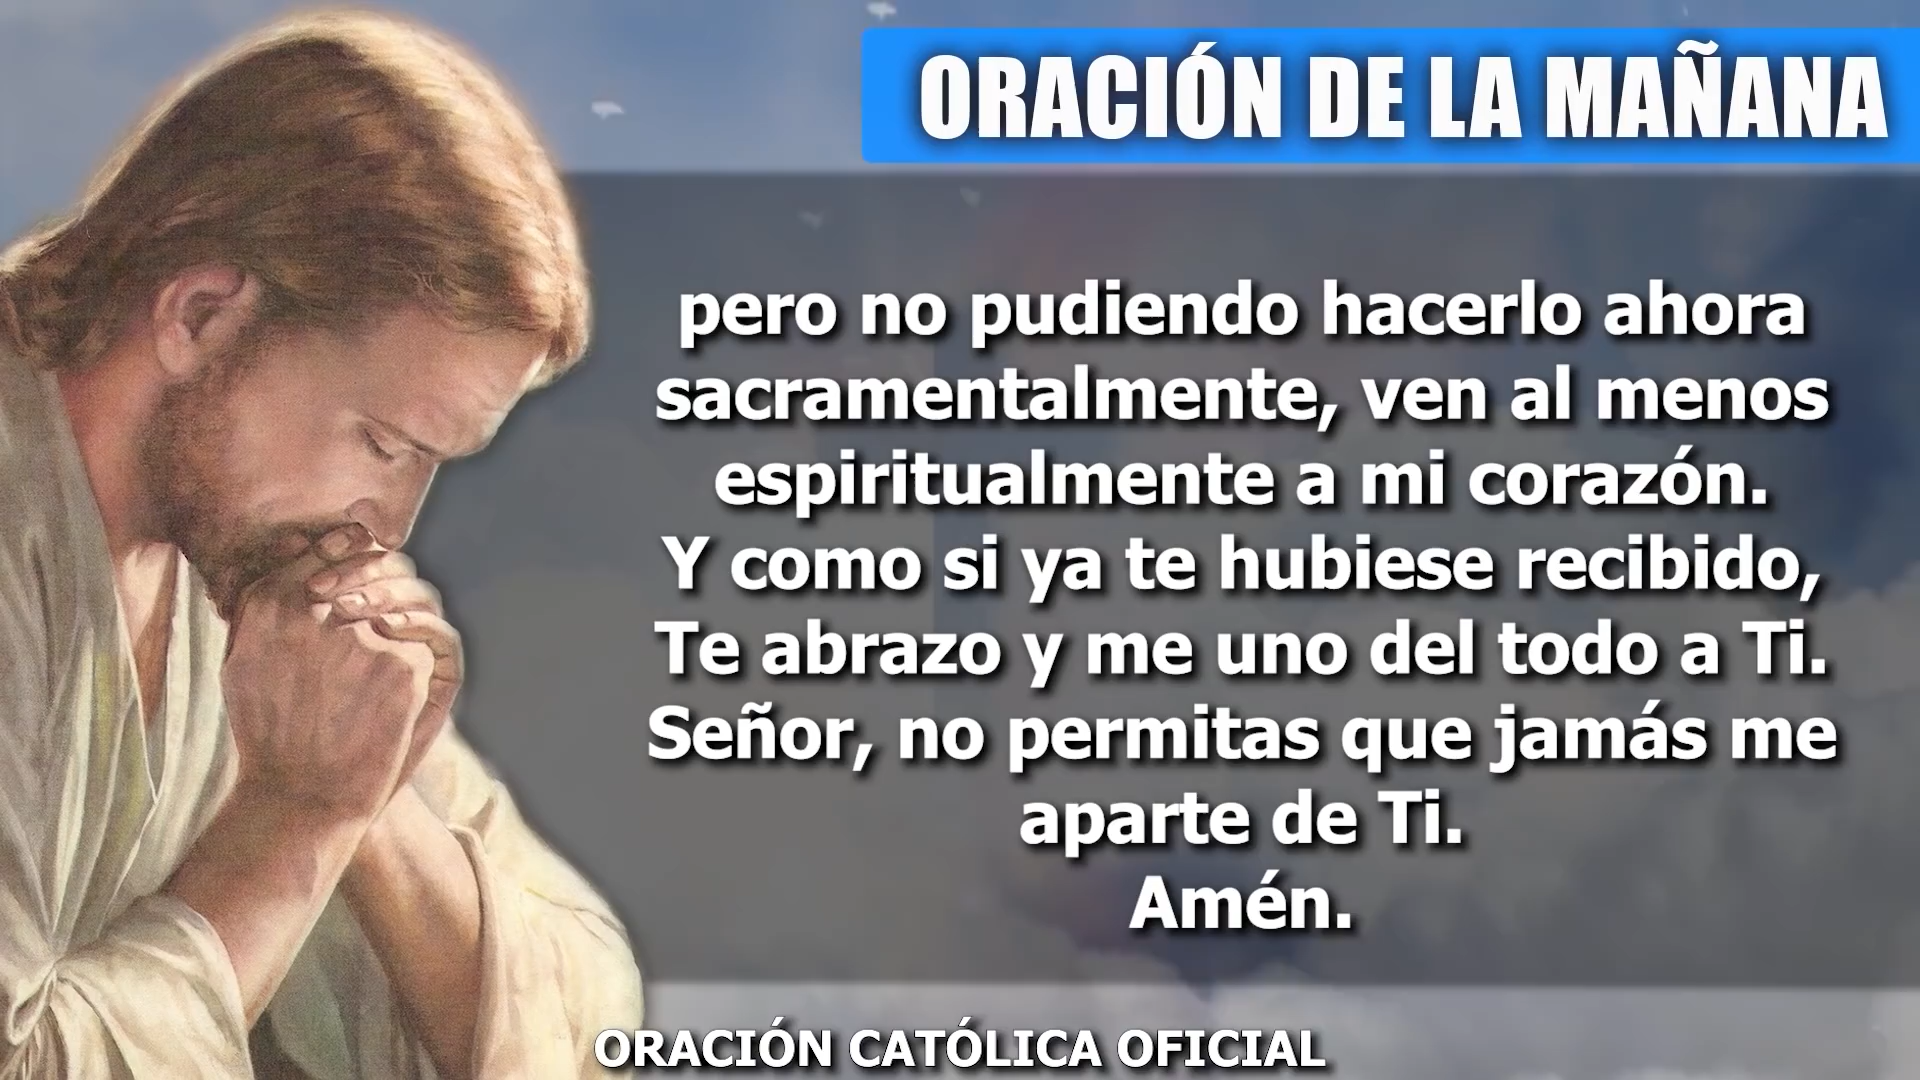 ORACIÓN DE LA MAÑANA
pero no pudiendo hacerlo ahora
sacramentalmente, ven al menos
espiritualmente a mi corazón.
Y como si ya te hubiese recibido,
Te abrazo y me uno del todo a Ti.
Señor, no permitas que jamás me
aparte de Ti.
Amén.
ORACIÓN CATÓLICA OFICIAL